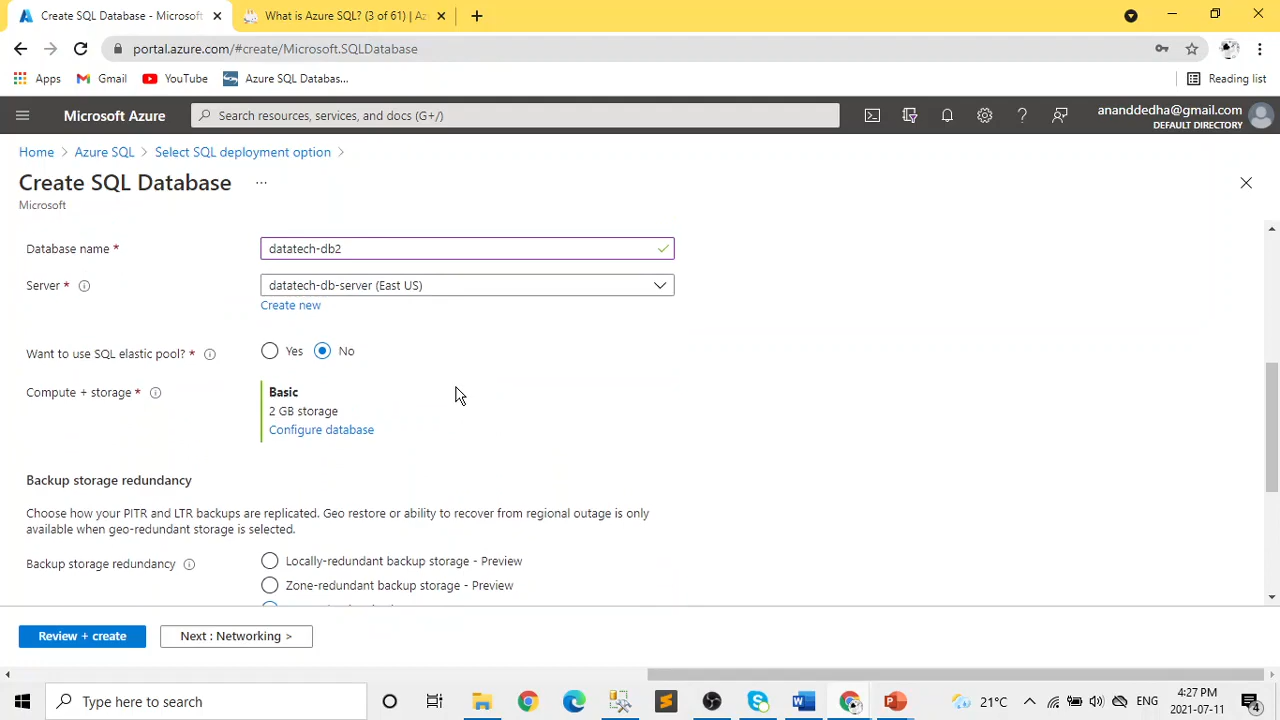 Create SQL Database - Microsoft
What is Azure SQL? (3 of 61) | Az
portal.azure.com/#create/Microsoft.SQLDatabase
Apps
Gmail
YouTube
Azure SQL Databas...
Reading list
Microsoft Azure
Search resources, services, and docs (G+/)
ananddedha@gmail.com
DEFAULT DIRECTORY
Home > Azure SQL > Select SQL deployment option >
Create SQL Database ...
Microsoft
Database name *
datatech-db2
Server *
datatech-db-server (East US)
Create new
Want to use SQL elastic pool? *
Yes
No
Compute + storage *
Basic
2 GB storage
Configure database
Backup storage redundancy
Choose how your PITR and LTR backups are replicated. Geo restore or ability to recover from regional outage is only
available when geo-redundant storage is selected.
Backup storage redundancy
Locally-redundant backup storage - Preview
Zone-redundant backup storage - Preview
Review + create
Next : Networking >
Type here to search
21°C
ENG
4:27 PM
2021-07-11
4